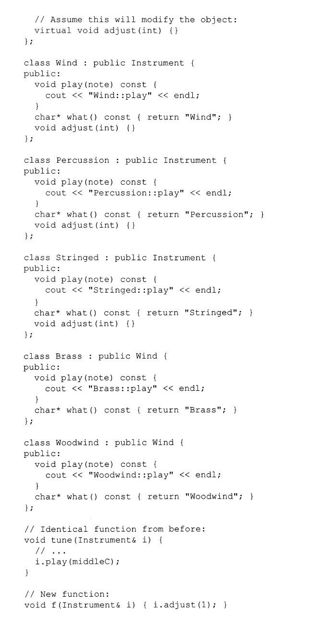 // Assume this will modify the object:
  virtual void adjust(int) {}
};

class Wind : public Instrument {
public:
  void play(note) const {
    cout << "Wind::play" << endl;
  }
  char* what() const { return "Wind"; }
  void adjust(int) {}
};

class Percussion : public Instrument {
public:
  void play(note) const {
    cout << "Percussion::play" << endl;
  }
  char* what() const { return "Percussion"; }
  void adjust(int) {}
};

class Stringed : public Instrument {
public:
  void play(note) const {
    cout << "Stringed::play" << endl;
  }
  char* what() const { return "Stringed"; }
  void adjust(int) {}
};

class Brass : public Wind {
public:
  void play(note) const {
    cout << "Brass::play" << endl;
  }
  char* what() const { return "Brass"; }
};

class Woodwind : public Wind {
public:
  void play(note) const {
    cout << "Woodwind::play" << endl;
  }
  char* what() const { return "Woodwind"; }
};

// Identical function from before:
void tune(Instrument& i) {
  // ...
  i.play(middleC);
}

// New function:
void f(Instrument& i) { i.adjust(1); }